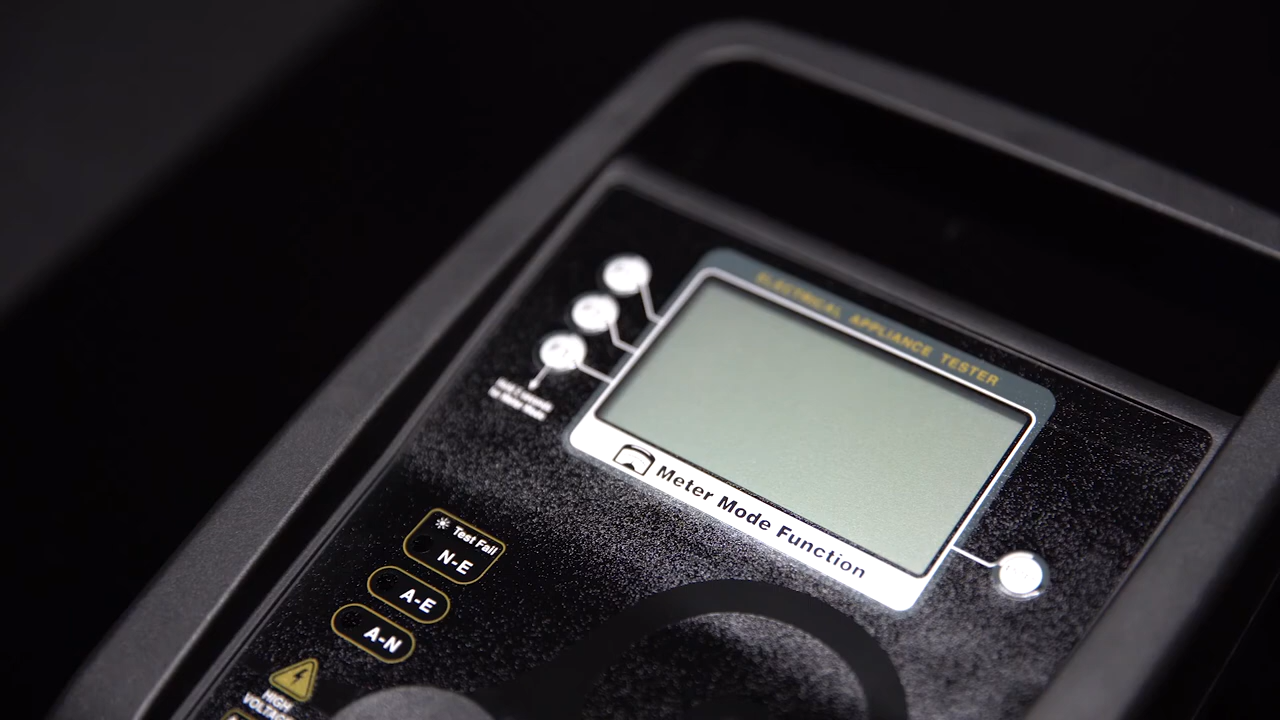 ELECTRICAL APPLIANCE TESTER
Meter Mode Function
Test Fail
N-E
A-E
A-N
HIGH
VOLTAGE